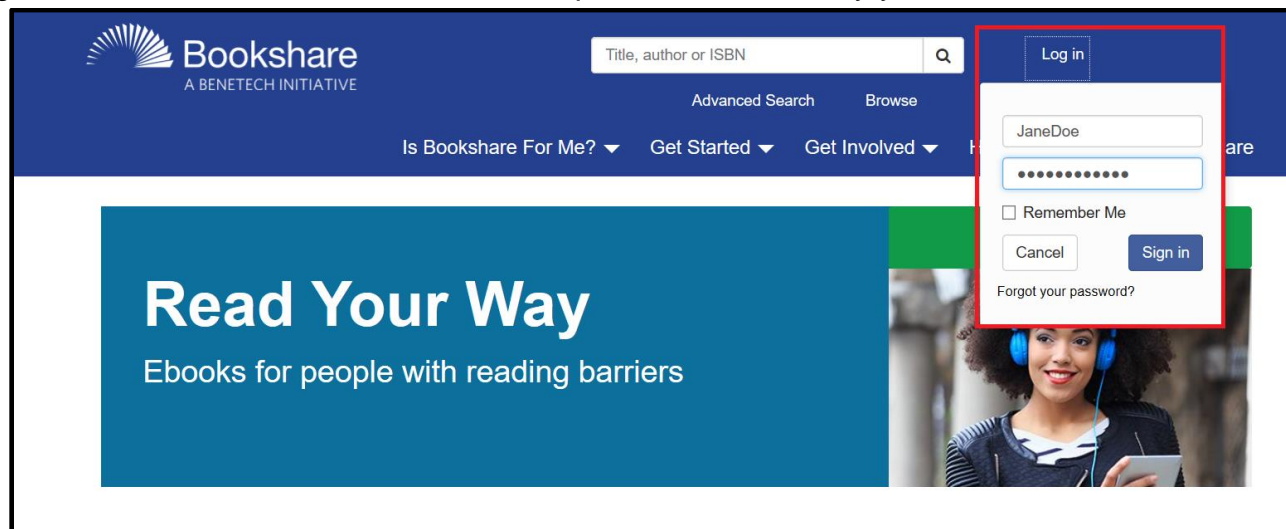 Bookshare
A BENETECH INITIATIVE
Title, author or ISBN
Log in
Advanced Search Browse
Is Bookshare For Me? Get Started Get Involved
JaneDoe
Remember Me
Cancel Sign in
Forgot your password?
Read Your Way
Ebooks for people with reading barriers